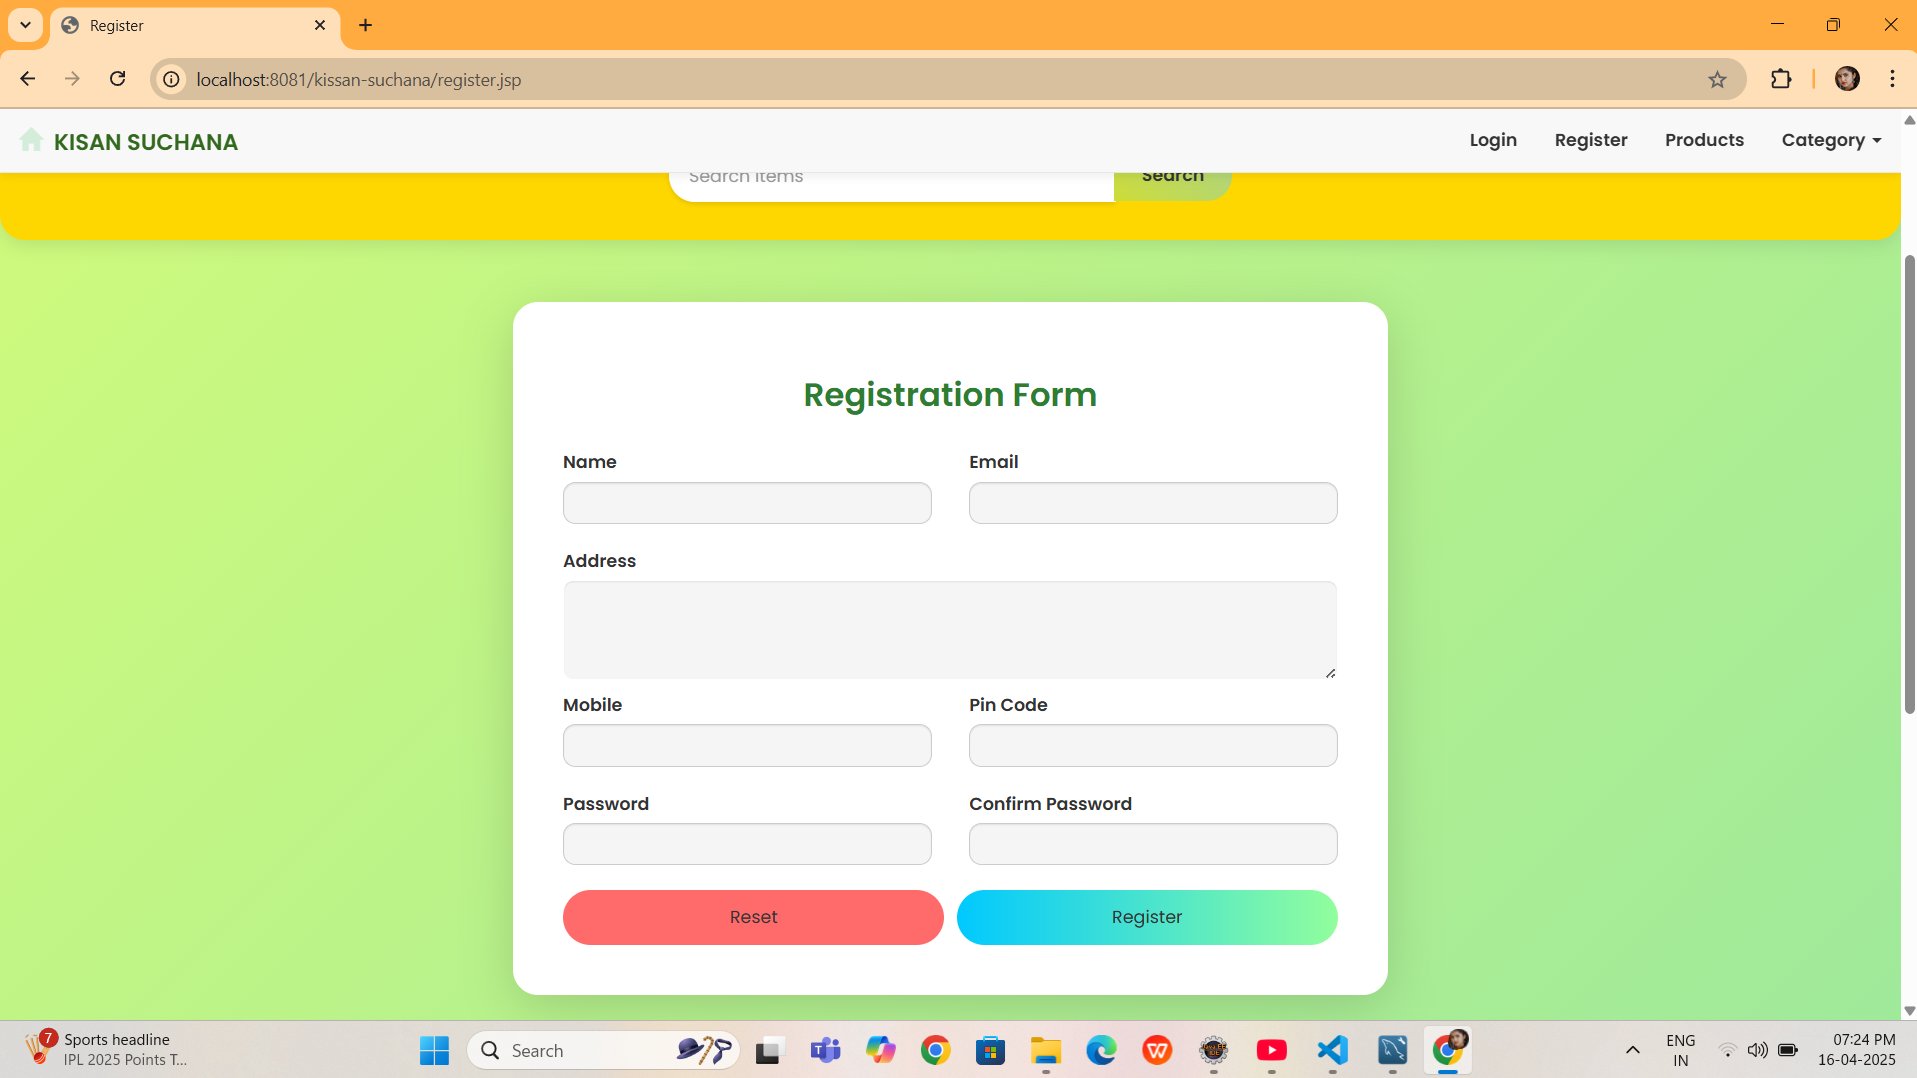 Register
localhost:8081/kissan-suchana/register.jsp
KISAN SUCHANA
Login
Register
Products
Category
Search items
Search
Registration Form
Name
Email
Address
Mobile
Pin Code
Password
Confirm Password
Reset
Register
7
Sports headline
IPL 2025 Points T...
Search
ENG
IN
07:24 PM
16-04-2025